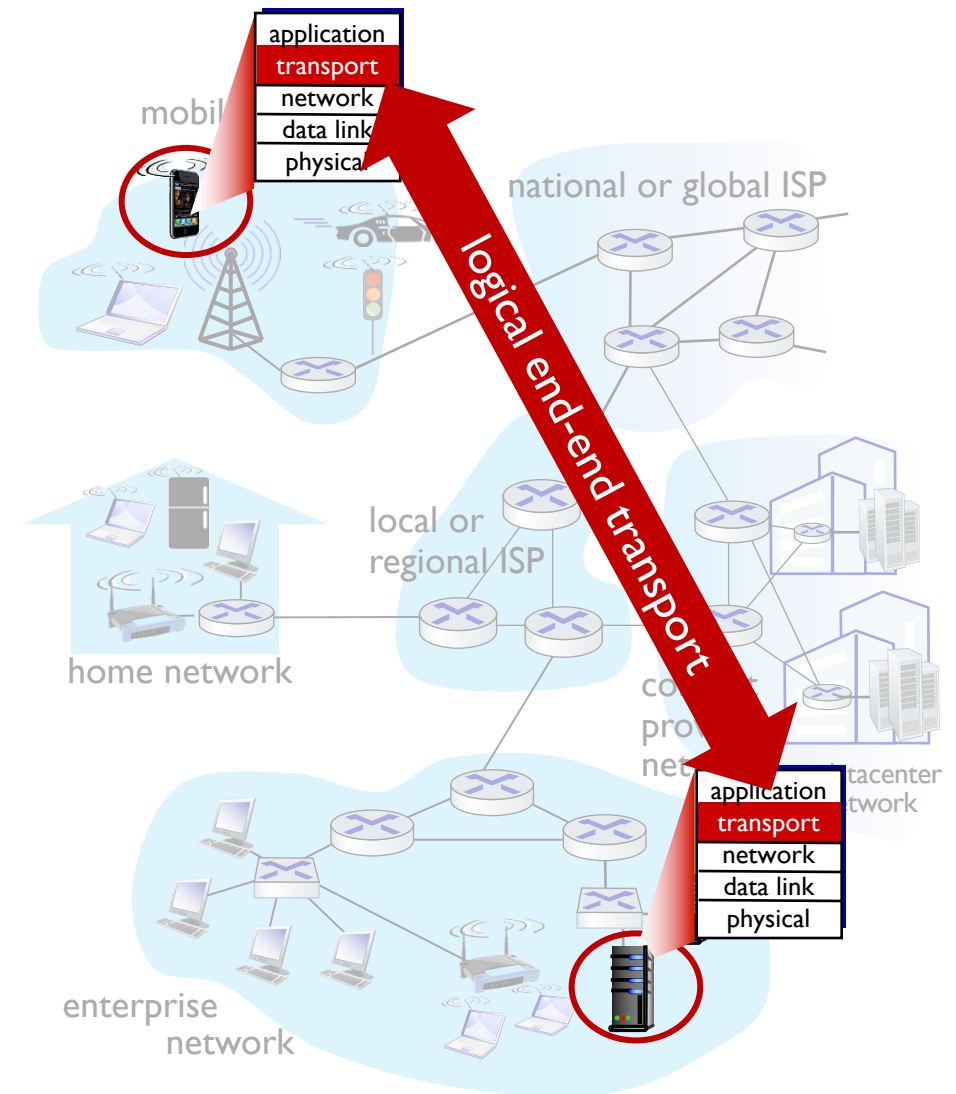 application
transport
network
data link
physical
mobil
national or global ISP
logical end-end transport
local or
regional ISP
home network
application
transport
network
data link
physical
enterprise
network